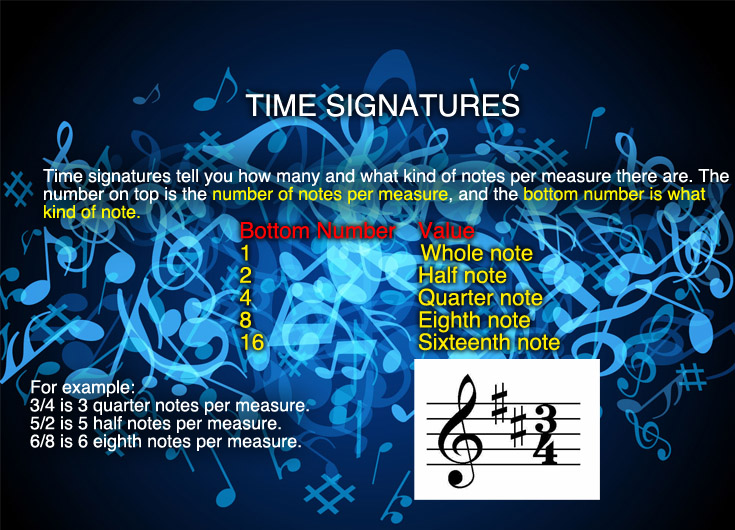 TIME SIGNATURES
Time signatures tell you how many and what kind of notes per measure there are. The
number on top is the number of notes per measure, and the bottom number is what
kind of note.
Bottom Number Value
1 Whole note
2 Half note
4 Quarter note
8 Eighth note
16 Sixteenth note
For example:
3/4 is 3 quarter notes per measure.
5/2 is 5 half notes per measure.
6/8 is 6 eighth notes per measure.
3
4